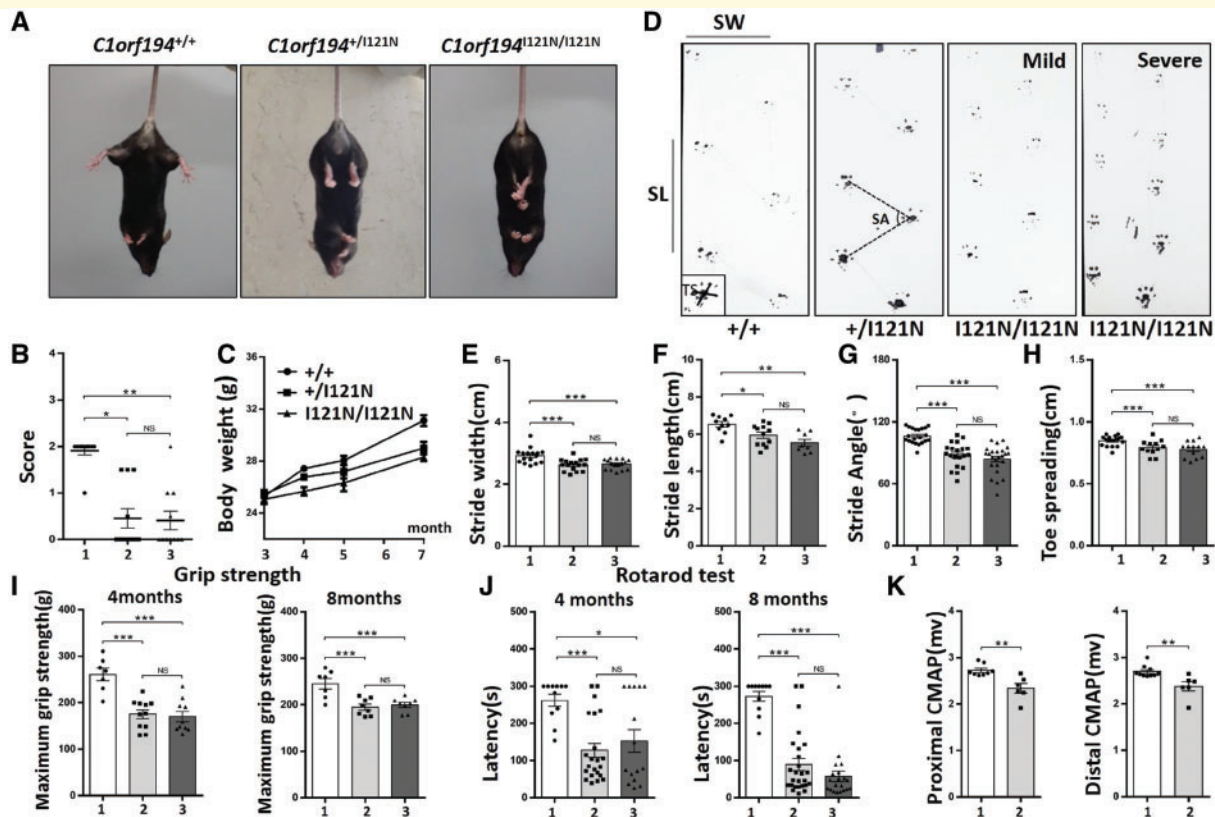 A
C1orf194+/+
C1orf194+/I121N
C1orf194I121N/I121N
D
SW
SL
SA
TS
Mild
Severe
+/+
+/I121N
I121N/I121N
I121N/I121N
B
Score
2
1
0
**
*
NS
1 2 3
C
Body weight (g)
+/+
+/I121N
I121N/I121N
36
32
28
24
month
3 4 5 6 7
E
Stride width(cm)
6
4
2
0
***
***
NS
1 2 3
F
Stride length(cm)
10
8
6
4
2
0
**
*
NS
1 2 3
G
Stride Angle(°)
180
120
60
0
***
***
NS
1 2 3
H
Toe spreading(cm)
1.5
1.0
0.5
0.0
***
***
NS
1 2 3
Grip strength
I
4months
Maximum grip strength(g)
400
300
200
100
0
***
***
NS
1 2 3
8months
Maximum grip strength(g)
400
300
200
100
0
***
***
NS
1 2 3
Rotarod test
J
4 months
Latency(s)
500
400
300
200
100
0
*
***
NS
1 2 3
8 months
Latency(s)
500
400
300
200
100
0
***
***
NS
1 2 3
K
Proximal CMAP(mv)
4
3
2
1
0
**
1 2
Distal CMAP(mv)
4
3
2
1
0
**
1 2